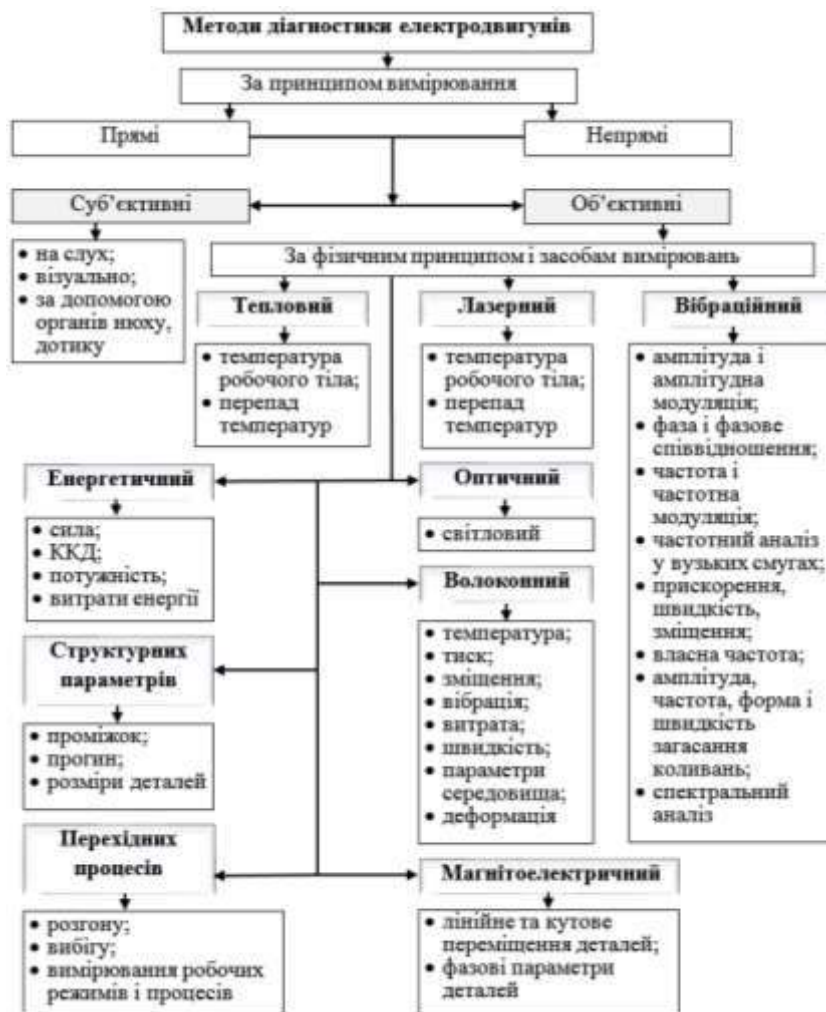 Методи діагностики електродвигунів
За принципом вимірювання
Прямі
Непрямі
Суб’єктивні
Об’єктивні
• на слух;
• візуально;
• за допомогою
органів нюху,
дотику
За фізичним принципом і засобам вимірювань
Тепловий
• температура
робочого тіла;
• перепад
температур
Лазерний
• температура
робочого тіла;
• перепад
температур
Вібраційний
• амплітуда і
амплітудна
модуляція;
• фаза і фазове
співвідношення;
• частота і
частотна
модуляція;
• частотний аналіз
у вузьких смугах;
• прискорення,
швидкість,
зміщення;
• власна частота;
• амплітуда,
частота, форма і
швидкість
загасання
коливань;
• спектральний
аналіз
Енергетичний
• сила;
• ККД;
• потужність;
• витрати енергії
Оптичний
• світловий
Волоконний
• температура;
• тиск;
• зміщення;
• вібрація;
• витрата;
• швидкість;
• параметри
середовища;
• деформація
Структурних
параметрів
• проміжок;
• прогин;
• розміри деталей
Перехідних
процесів
• розгону;
• вибігу;
• вимірювання робочих
режимів і процесів
Магнітоелектричний
• лінійне та кутове
переміщення деталей;
• фазові параметри
деталей